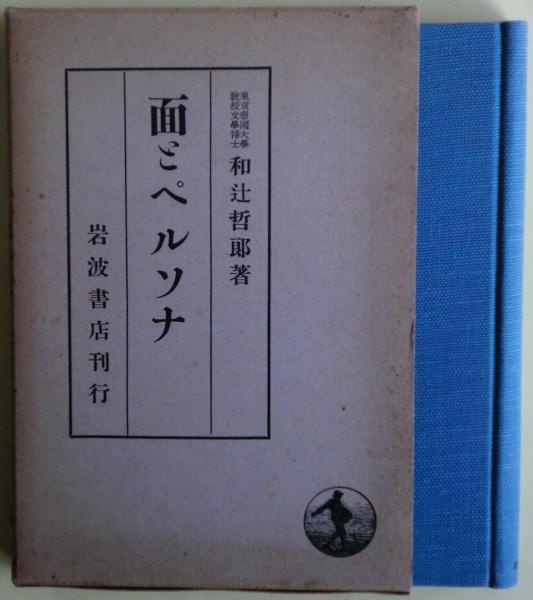 東京帝國大學
教授文學博士
和辻哲郎著
面とペルソナ
岩波書店刊行